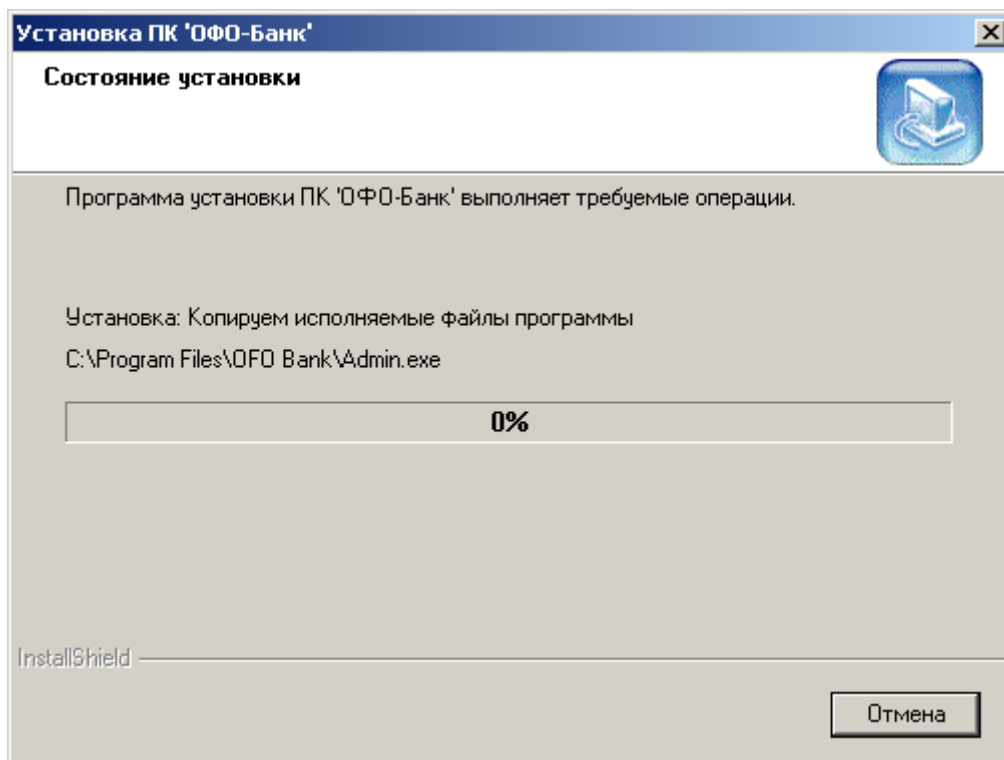 Установка ПК 'ОФО-Банк'
Состояние установки
Программа установки ПК 'ОФО-Банк' выполняет требуемые операции.
Установка: Копируем исполняемые файлы программы
C:\Program Files\OFO Bank\Admin.exe
0%
InstallShield
Отмена